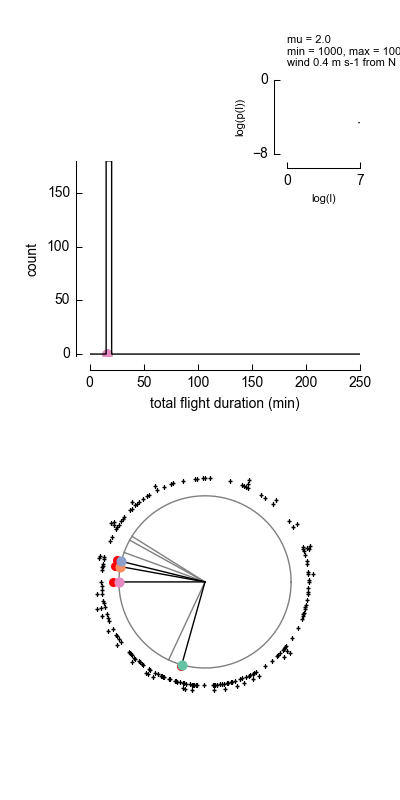 mu = 2.0
min = 1000, max = 100
wind 0.4 m s-1 from N
0
log(p(l))
−8
0
7
log(l)
150
100
50
0
count
0
50
100
150
200
250
total flight duration (min)